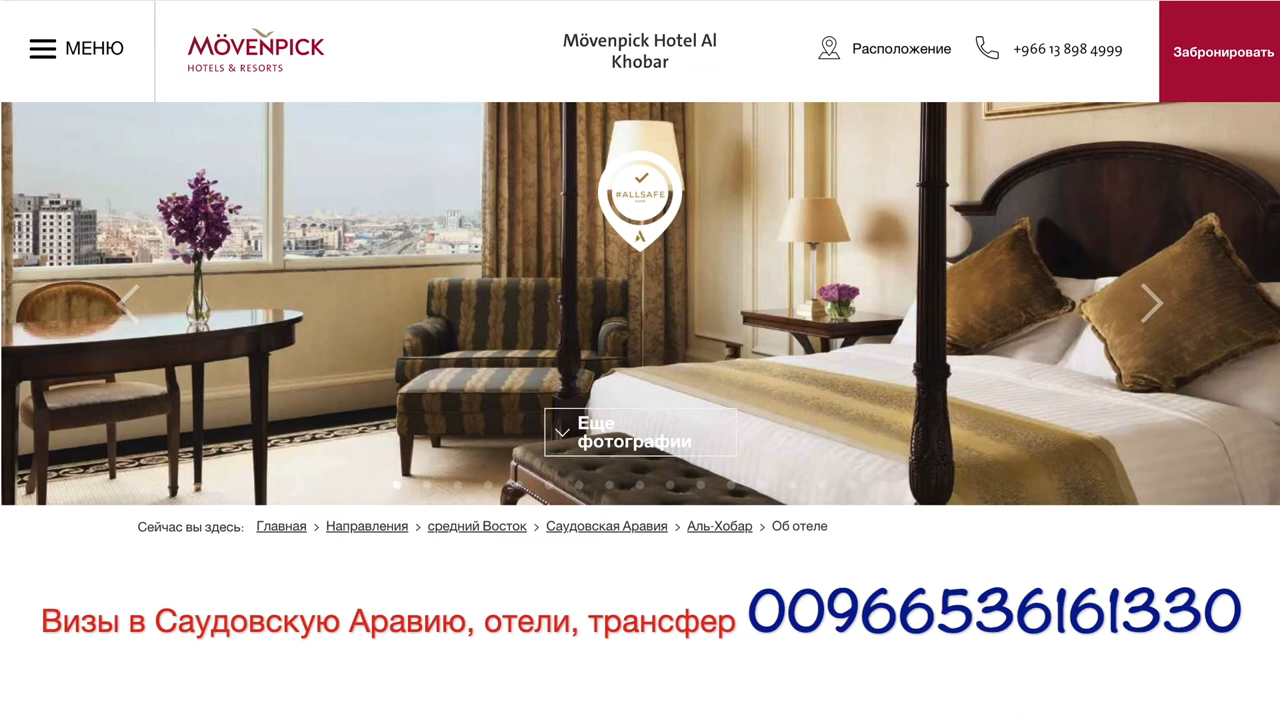 МЕНЮ
MÖVENPICK
HOTELS & RESORTS
Mövenpick Hotel Al
Khobar
Расположение
+966 13 898 4999
Забронировать
#ALLSAFE
Еще
фотографии
Сейчас вы здесь: Главная > Направления > средний Восток > Саудовская Аравия > Аль-Хобар > Об отеле
Визы в Саудовскую Аравию, отели, трансфер 00966536161330